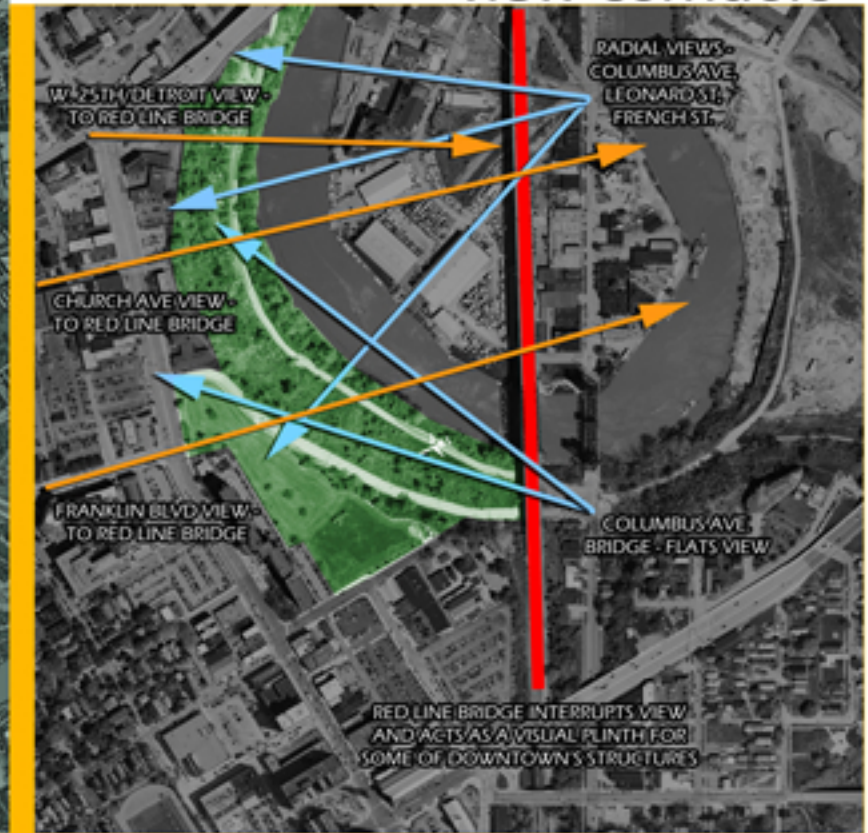 W. 25TH/DETROIT VIEW -
TO RED LINE BRIDGE
RADIAL VIEWS -
COLUMBUS AVE,
LEONARD ST,
FRENCH ST.
CHURCH AVE VIEW -
TO RED LINE BRIDGE
FRANKLIN BLVD VIEW -
TO RED LINE BRIDGE
COLUMBUS AVE.
BRIDGE - FLATS VIEW
RED LINE BRIDGE INTERRUPTS VIEW
AND ACTS AS A VISUAL PLINTH FOR
SOME OF DOWNTOWN'S STRUCTURES